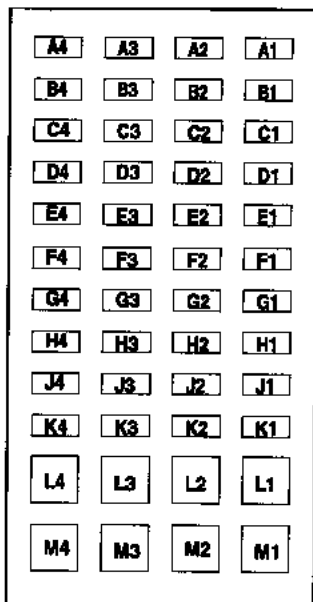 A4 A3 A2 A1
B4 B3 B2 B1
C4 C3 C2 C1
D4 D3 D2 D1
E4 E3 E2 E1
F4 F3 F2 F1
G4 G3 G2 G1
H4 H3 H2 H1
J4 J3 J2 J1
K4 K3 K2 K1
L4 L3 L2 L1
M4 M3 M2 M1